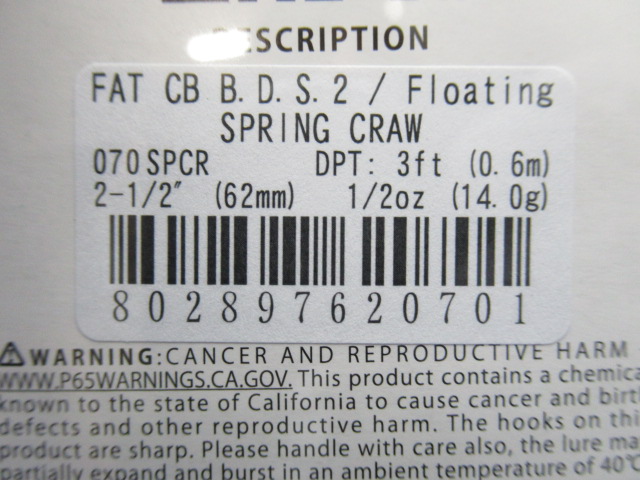 DESCRIPTION
FAT CB B.D.S.2 / Floating
SPRING CRAW
070SPCR DPT: 3ft (0.6m)
2-1/2" (62mm) 1/2oz (14.0g)
802897620701
⚠WARNING:CANCER AND REPRODUCTIVE HARM
WWW.P65WARNINGS.CA.GOV. This product contains a chemica
known to the state of California to cause cancer and birt
defects and other reproductive harm. The hooks on thi
product are sharp. Please handle with care also, the lure ma
partially expand and burst in an ambient temperature of 40°C